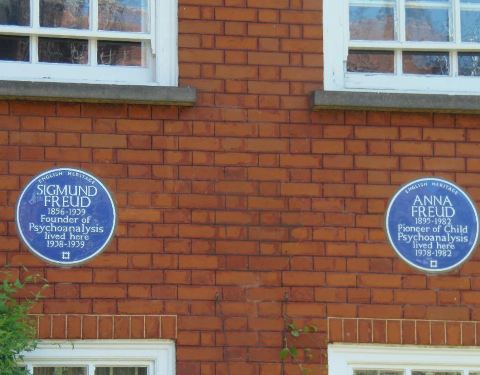 ENGLISH HERITAGE
SIGMUND
FREUD
1856-1939
Founder of
Psychoanalysis
lived here
1938-1939
ENGLISH HERITAGE
ANNA
FREUD
1895-1982
Pioneer of Child
Psychoanalysis
lived here
1938-1982